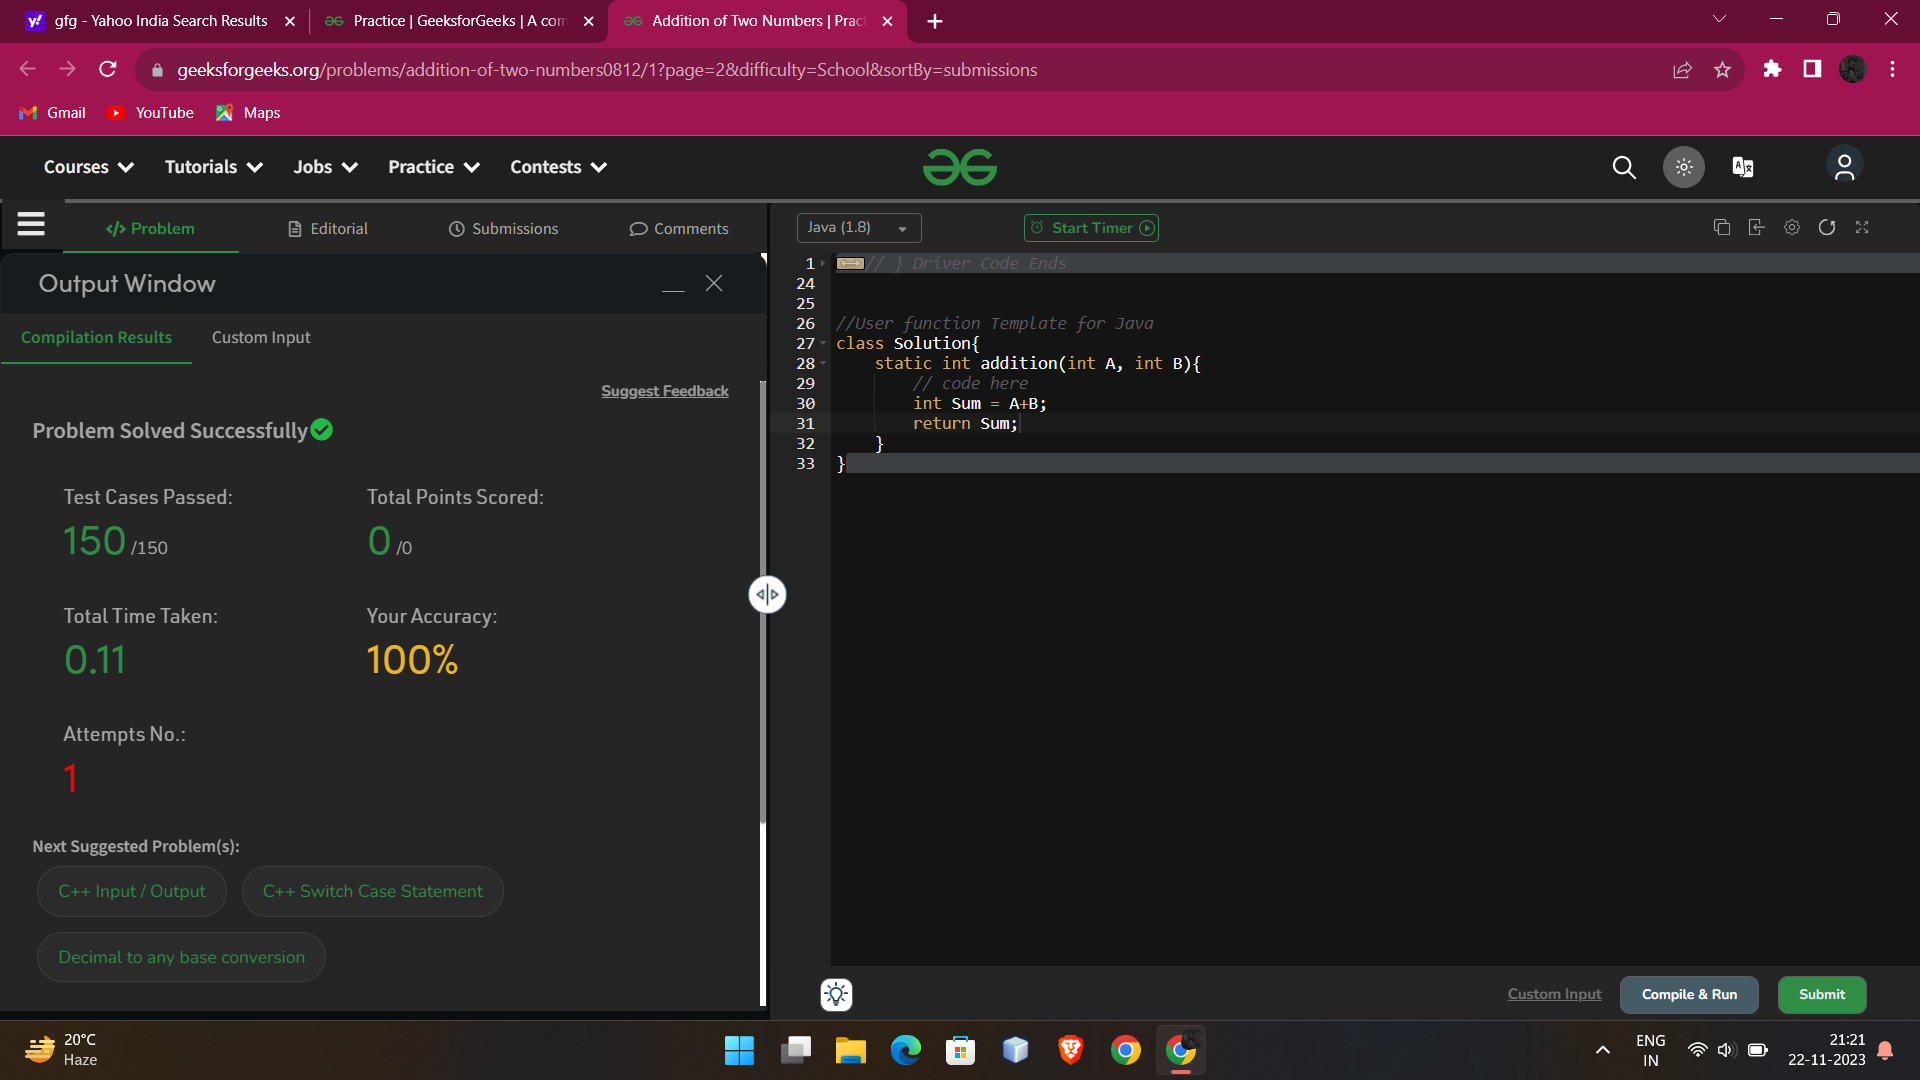 gfg - Yahoo India Search Results
Practice | GeeksforGeeks | A com
Addition of Two Numbers | Prac
geeksforgeeks.org/problems/addition-of-two-numbers0812/1?page=2&difficulty=School&sortBy=submissions
Gmail YouTube Maps
Courses Tutorials Jobs Practice Contests
</> Problem Editorial Submissions Comments
Java (1.8) Start Timer
Output Window
Compilation Results Custom Input
Suggest Feedback
Problem Solved Successfully
Test Cases Passed: Total Points Scored:
150 /150 0 /0
Total Time Taken: Your Accuracy:
0.11 100%
Attempts No.:
1
Next Suggested Problem(s):
C++ Input / Output C++ Switch Case Statement
Decimal to any base conversion
1 // } Driver Code Ends
24
25
26 //User function Template for Java
27 class Solution{
28 static int addition(int A, int B){
29 // code here
30 int Sum = A+B;
31 return Sum;
32 }
33 }
Custom Input Compile & Run Submit
20°C
Haze
ENG
IN
21:21
22-11-2023